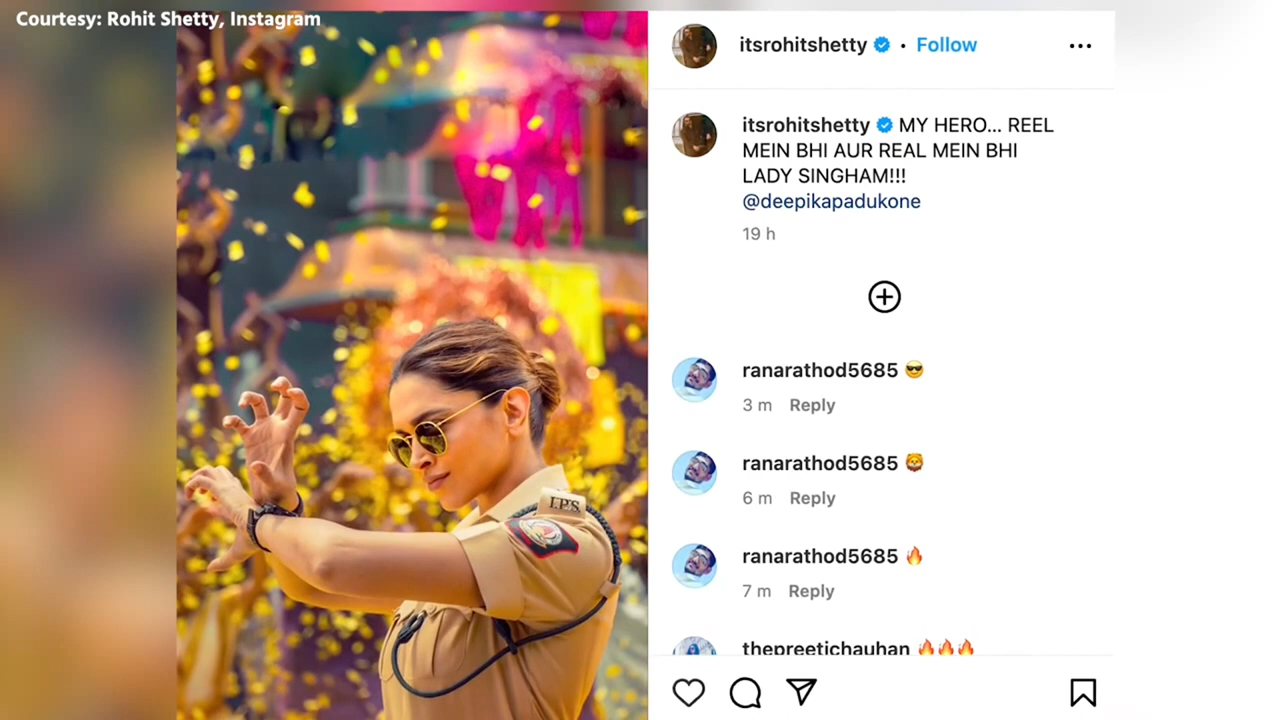 Courtesy: Rohit Shetty, Instagram
itsrohitshetty • Follow
itsrohitshetty MY HERO... REEL
MEIN BHI AUR REAL MEIN BHI
LADY SINGHAM!!!
@deepikapadukone
19 h
I.P.S.
ranarathod5685 😎
3 m Reply
ranarathod5685 🦁
6 m Reply
ranarathod5685 🔥
7 m Reply
thepreetichauhan 🔥🔥🔥